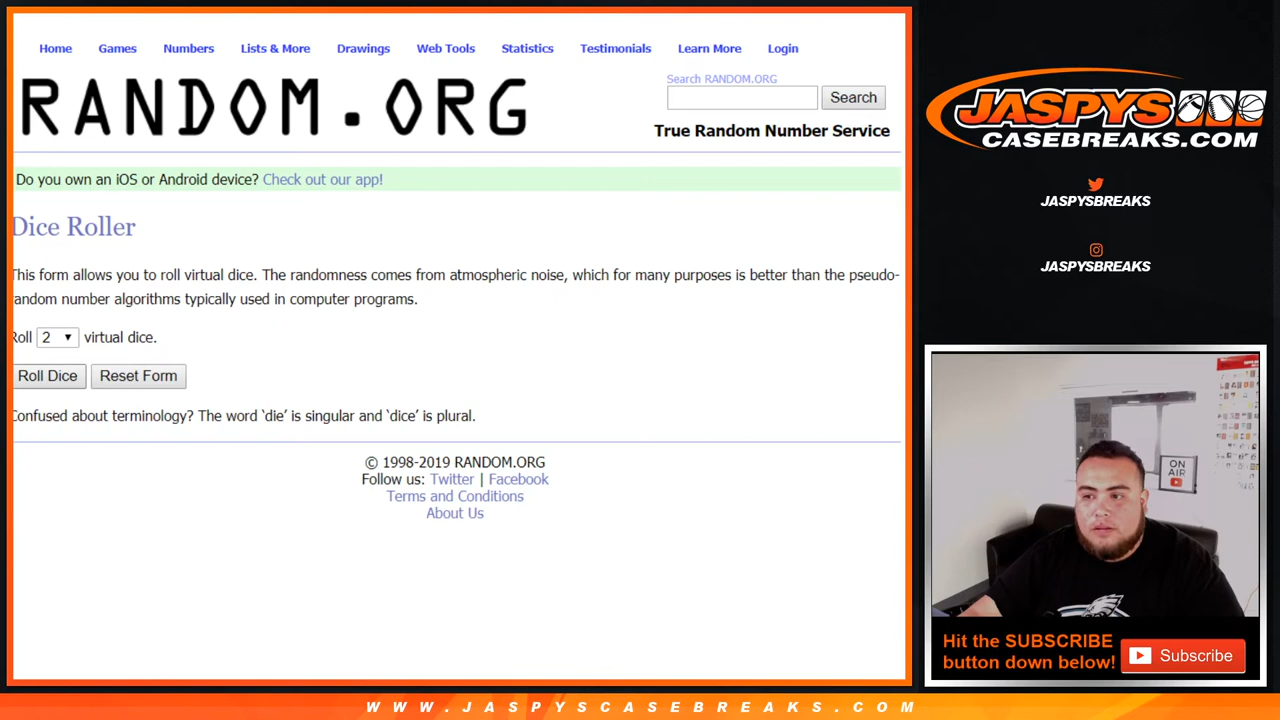 Home Games Numbers Lists & More Drawings Web Tools Statistics Testimonials Learn More Login
RANDOM.ORG
Search RANDOM.ORG
Search
True Random Number Service
Do you own an iOS or Android device? Check out our app!
Dice Roller
This form allows you to roll virtual dice. The randomness comes from atmospheric noise, which for many purposes is better than the pseudo-
random number algorithms typically used in computer programs.
Roll 2 virtual dice.
Roll Dice Reset Form
Confused about terminology? The word ‘die’ is singular and ‘dice’ is plural.
© 1998-2019 RANDOM.ORG
Follow us: Twitter | Facebook
Terms and Conditions
About Us
JASPYS
CASEBREAKS.COM
JASPYSBREAKS
JASPYSBREAKS
ON
AIR
Hit the SUBSCRIBE
button down below!
Subscribe
WWW.JASPYSCASEBREAKS.COM